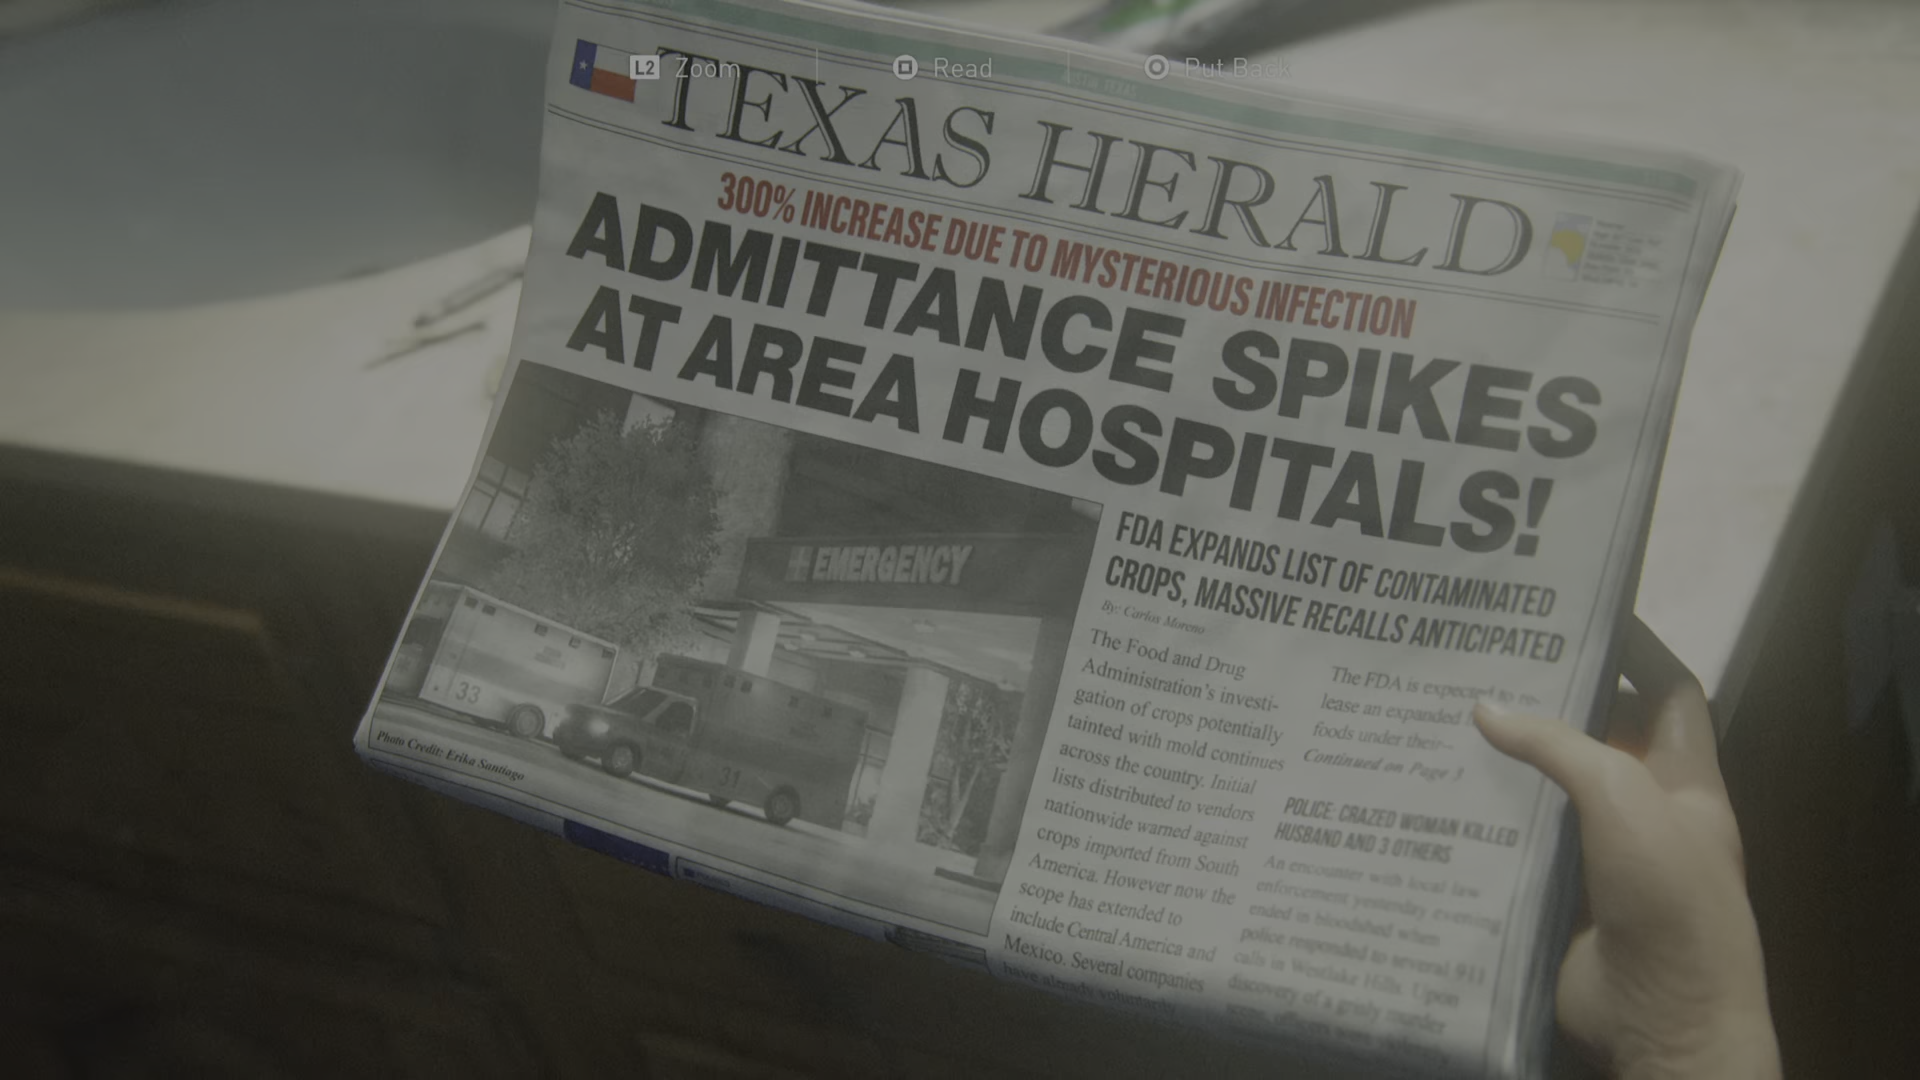 L2 Zoom
Read
Put Back
AUSTIN, TEXAS
TEXAS HERALD
300% INCREASE DUE TO MYSTERIOUS INFECTION
ADMITTANCE SPIKES
AT AREA HOSPITALS!
EMERGENCY
33
31
Photo Credit: Erika Santiago
FDA EXPANDS LIST OF CONTAMINATED
CROPS, MASSIVE RECALLS ANTICIPATED
By: Carlos Moreno
The Food and Drug
Administration's investi-
gation of crops potentially
tainted with mold continues
across the country. Initial
lists distributed to vendors
nationwide warned against
crops imported from South
America. However now the
scope has extended to
include Central America and
Mexico. Several companies
have already voluntarily
The FDA is expected to re-
lease an expanded
foods under their--
Continued on Page 3
POLICE: CRAZED WOMAN KILLED
HUSBAND AND 3 OTHERS
An encounter with local law
enforcement yesterday evening
ended in bloodshed when
police responded to several 911
calls in Westlake Hills. Upon
discovery of a grisly murder